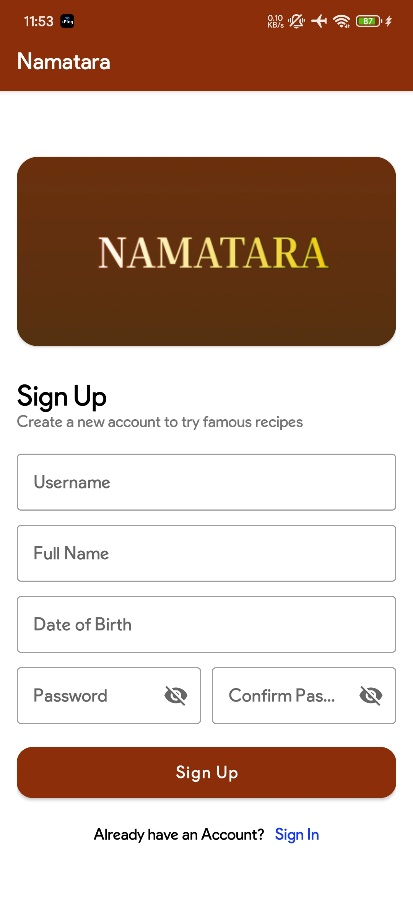 11:53
0.10
KB/s
87
Namatara
NAMATARA
Sign Up
Create a new account to try famous recipes
Username
Full Name
Date of Birth
Password
Confirm Pas...
Sign Up
Already have an Account? Sign In